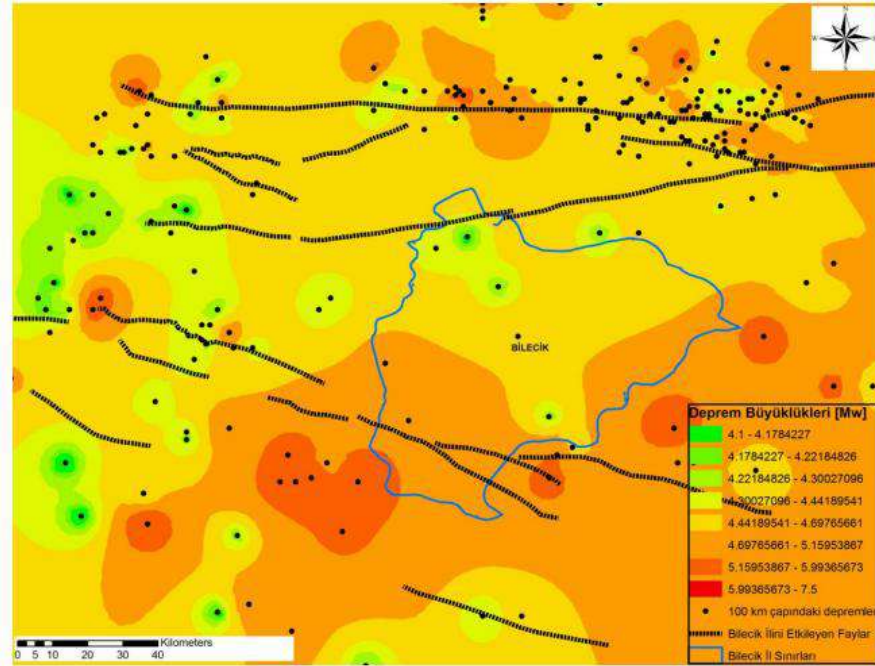 N
W
E
S
BİLECİK
Deprem Büyüklükleri [Mw]
4.1 - 4.1784227
4.1784227 - 4.22184826
4.22184826 - 4.30027096
4.30027096 - 4.44189541
4.44189541 - 4.69765661
4.69765661 - 5.15953867
5.15953867 - 5.99365673
5.99365673 - 7.5
100 km çapındaki depremler
Bilecik İlini Etkileyen Faylar
Bilecik İl Sınırları
Kilometers
0 5 10 20 30 40